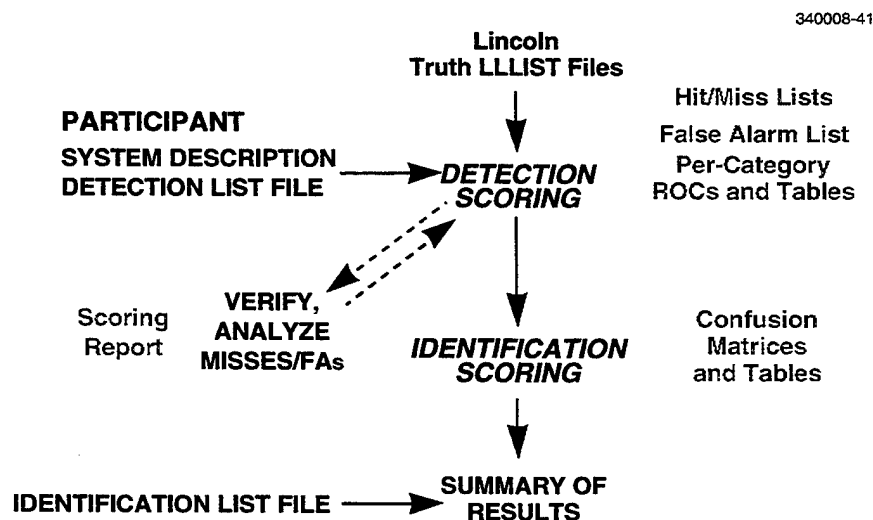 340008-41
Lincoln
Truth LLLIST Files
Hit/Miss Lists
False Alarm List
Per-Category
ROCs and Tables
PARTICIPANT
SYSTEM DESCRIPTION
DETECTION LIST FILE
DETECTION
SCORING
Scoring
Report
VERIFY,
ANALYZE
MISSES/FAs
IDENTIFICATION
SCORING
Confusion
Matrices
and Tables
IDENTIFICATION LIST FILE
SUMMARY OF
RESULTS